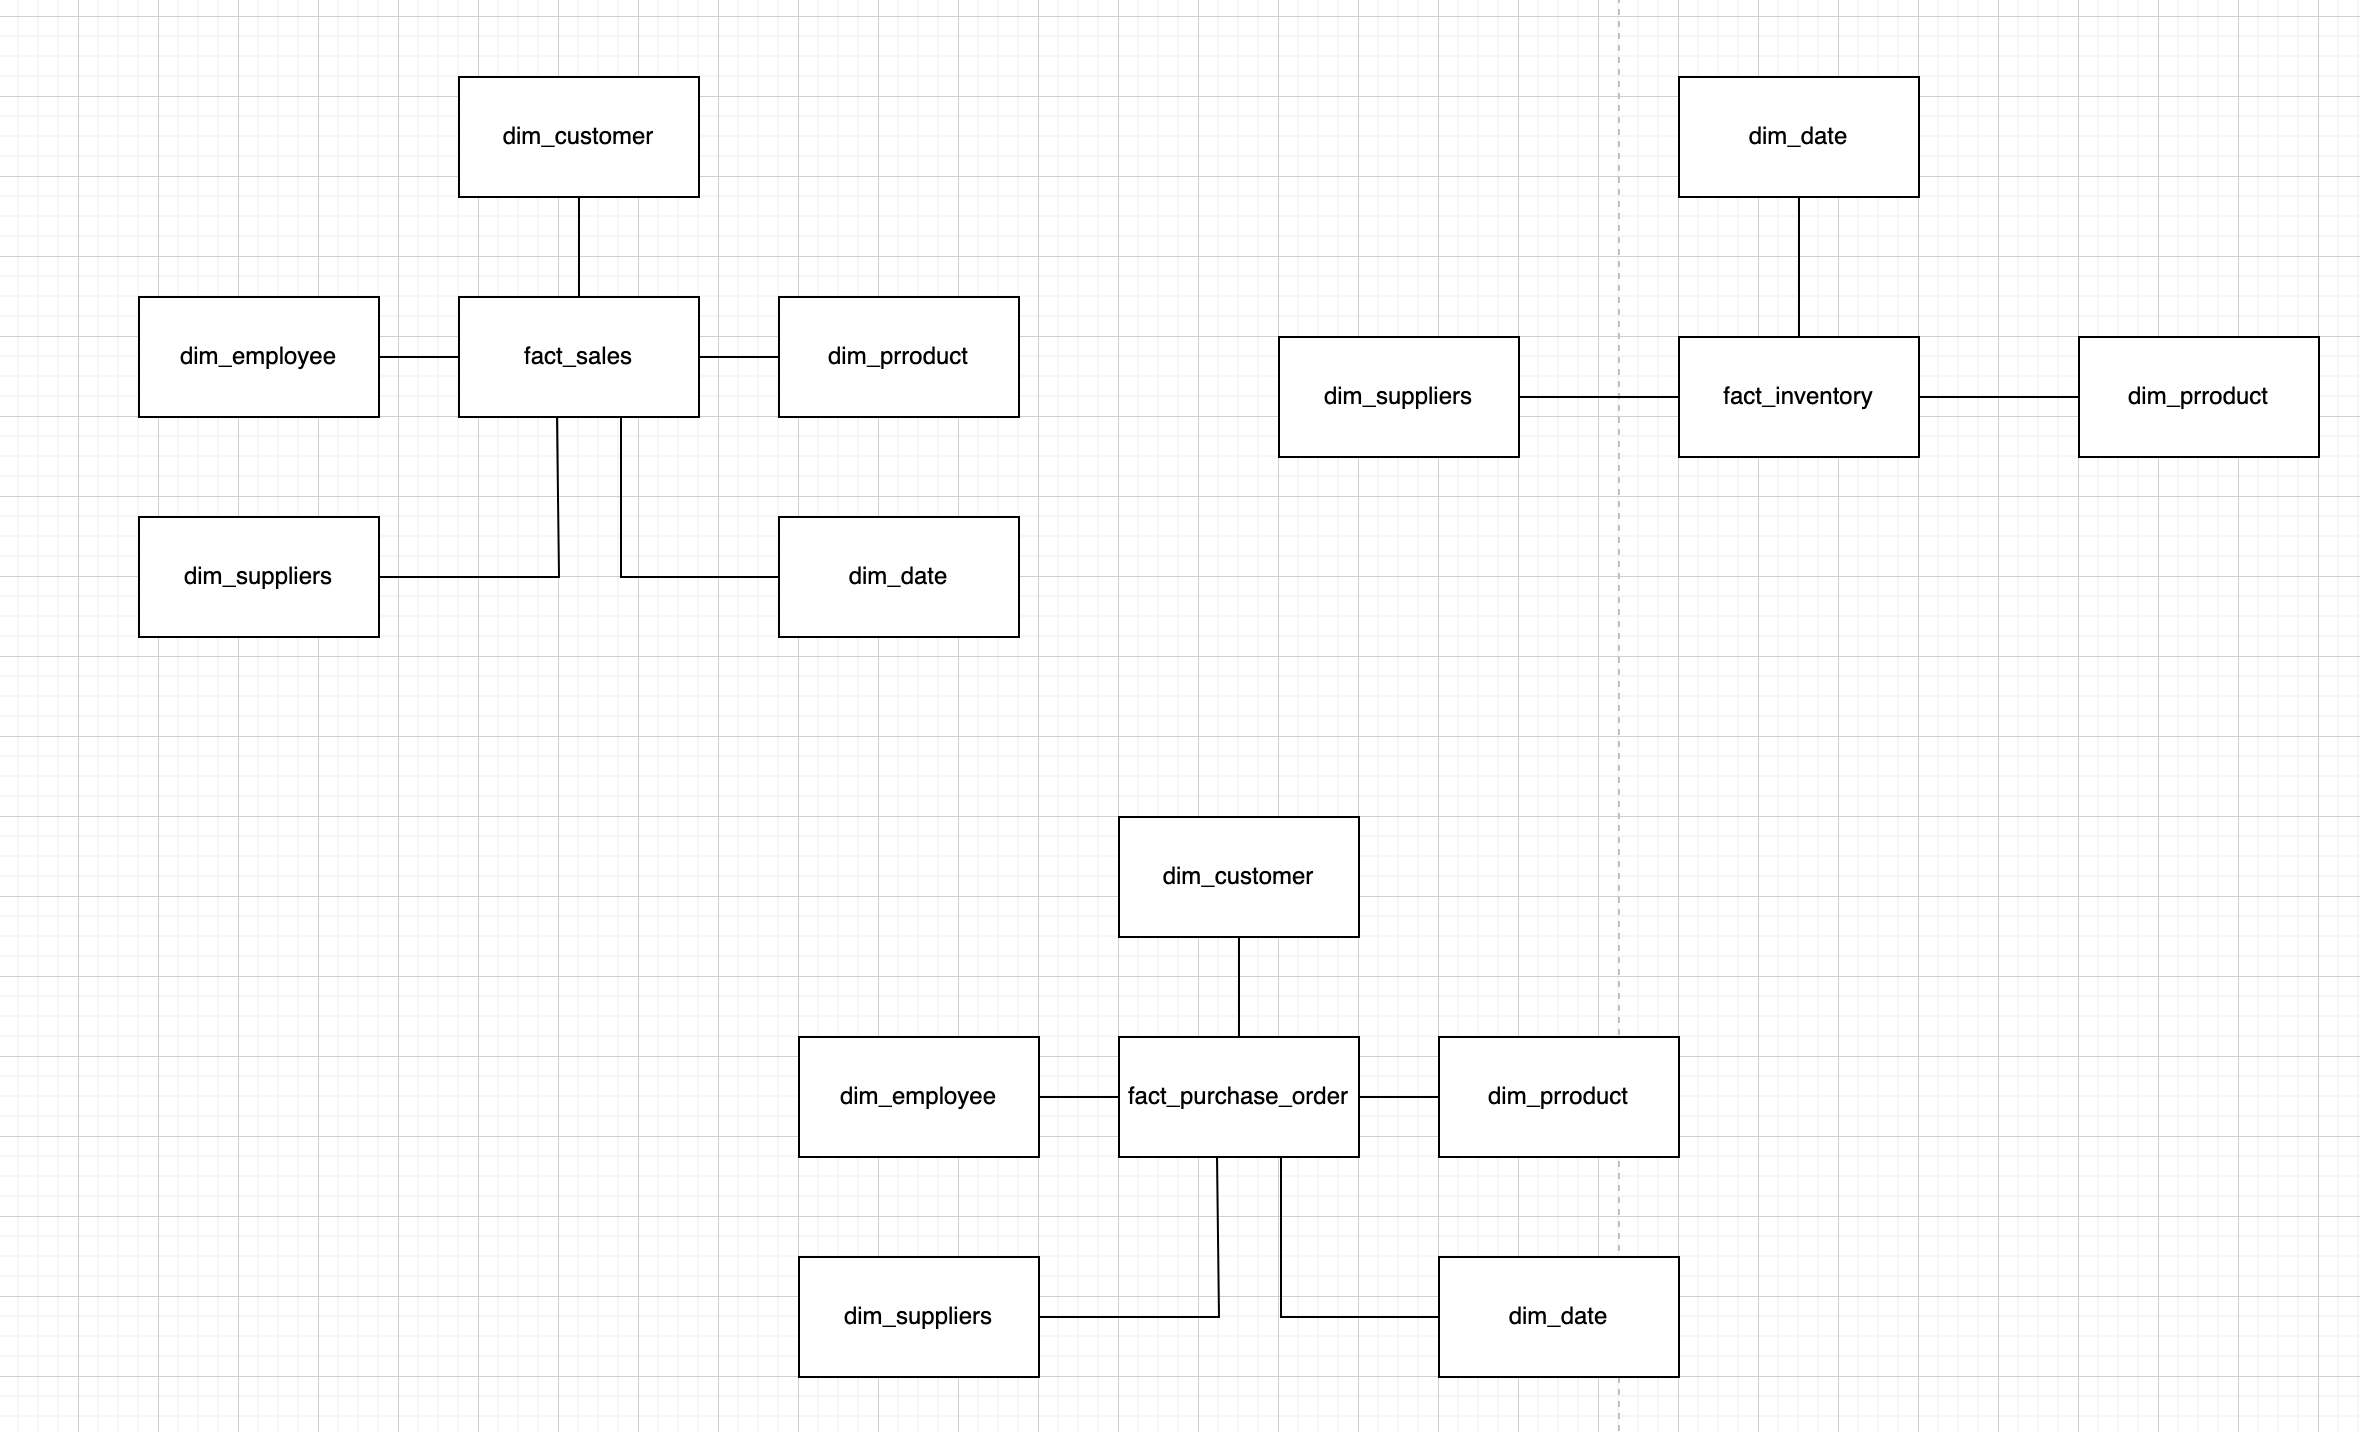 dim_customer
dim_date
dim_employee
fact_sales
dim_prroduct
dim_suppliers
fact_inventory
dim_prroduct
dim_suppliers
dim_date
dim_customer
dim_employee
fact_purchase_order
dim_prroduct
dim_suppliers
dim_date